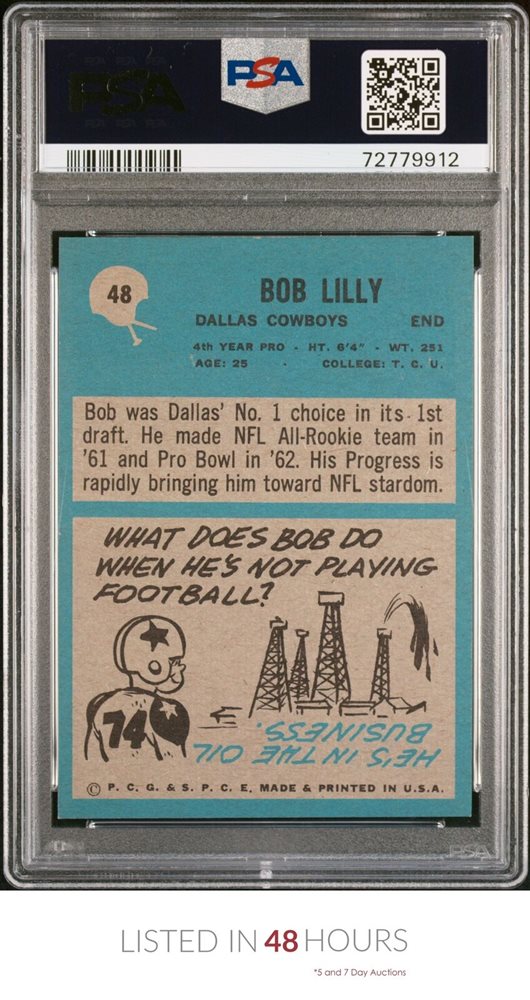 PSA
PSA
72779912
48
BOB LILLY
DALLAS COWBOYS END
4th YEAR PRO - HT. 6'4" - WT. 251
AGE: 25 - COLLEGE: T. C. U.
Bob was Dallas' No. 1 choice in its 1st
draft. He made NFL All-Rookie team in
'61 and Pro Bowl in '62. His Progress is
rapidly bringing him toward NFL stardom.
WHAT DOES BOB DO
WHEN HE'S NOT PLAYING
FOOTBALL?
74
HE'S IN THE OIL
BUSINESS.
© P. C. G. & S. P. C. E. MADE & PRINTED IN U.S.A.
PSA
LISTED IN 48 HOURS
*5 and 7 Day Auctions